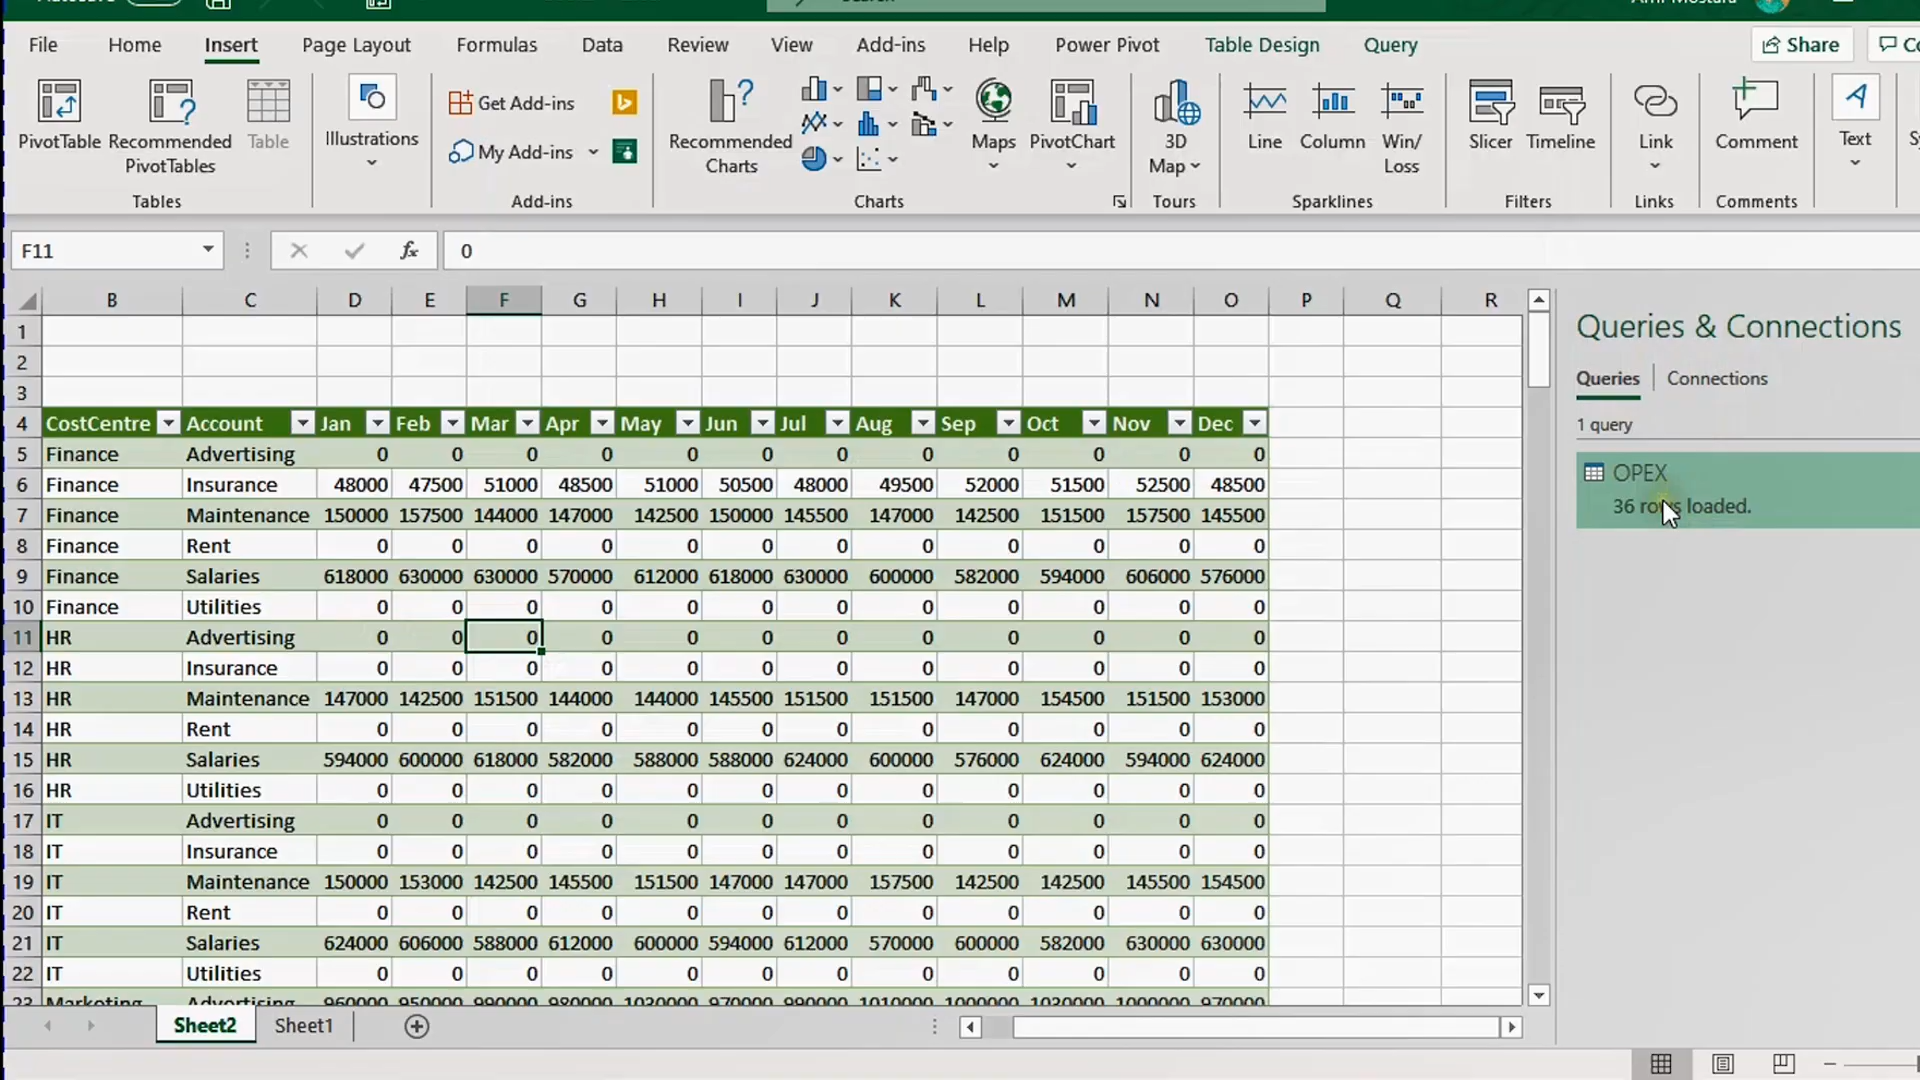 File Home Insert Page Layout Formulas Data Review View Add-ins Help Power Pivot Table Design Query Share
PivotTable Recommended PivotTables Table Illustrations Get Add-ins My Add-ins Recommended Charts Maps PivotChart 3D Map Line Column Win/ Loss Slicer Timeline Link Comment Text
Tables Add-ins Charts Tours Sparklines Filters Links Comments
F11 fx 0
B C D E F G H I J K L M N O P Q R
1
2
3
4 CostCentre Account Jan Feb Mar Apr May Jun Jul Aug Sep Oct Nov Dec
5 Finance Advertising 0 0 0 0 0 0 0 0 0 0 0 0
6 Finance Insurance 48000 47500 51000 48500 51000 50500 48000 49500 52000 51500 52500 48500
7 Finance Maintenance 150000 157500 144000 147000 142500 150000 145500 147000 142500 151500 157500 145500
8 Finance Rent 0 0 0 0 0 0 0 0 0 0 0 0
9 Finance Salaries 618000 630000 630000 570000 612000 618000 630000 600000 582000 594000 606000 576000
10 Finance Utilities 0 0 0 0 0 0 0 0 0 0 0 0
11 HR Advertising 0 0 0 0 0 0 0 0 0 0 0 0
12 HR Insurance 0 0 0 0 0 0 0 0 0 0 0 0
13 HR Maintenance 147000 142500 151500 144000 144000 145500 151500 151500 147000 154500 151500 153000
14 HR Rent 0 0 0 0 0 0 0 0 0 0 0 0
15 HR Salaries 594000 600000 618000 582000 588000 588000 624000 600000 576000 624000 594000 624000
16 HR Utilities 0 0 0 0 0 0 0 0 0 0 0 0
17 IT Advertising 0 0 0 0 0 0 0 0 0 0 0 0
18 IT Insurance 0 0 0 0 0 0 0 0 0 0 0 0
19 IT Maintenance 150000 153000 142500 145500 151500 147000 147000 157500 142500 142500 145500 154500
20 IT Rent 0 0 0 0 0 0 0 0 0 0 0 0
21 IT Salaries 624000 606000 588000 612000 600000 594000 612000 570000 600000 582000 630000 630000
22 IT Utilities 0 0 0 0 0 0 0 0 0 0 0 0
23 Marketing Advertising 960000 950000 990000 980000 1030000 970000 990000 1010000 1000000 1030000 1000000 970000
Sheet2 Sheet1
Queries & Connections
Queries Connections
1 query
OPEX
36 rows loaded.